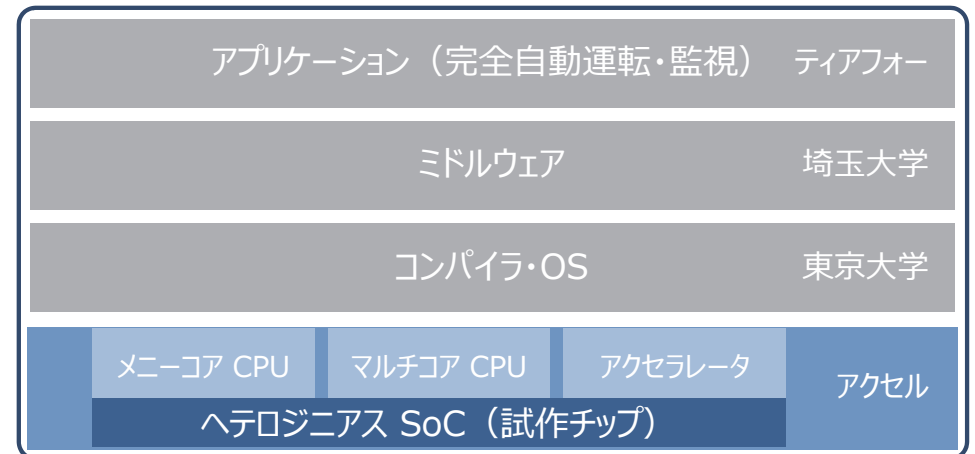 アプリケーション（完全自動運転・監視） ティアフォー
ミドルウェア 埼玉大学
コンパイラ・OS 東京大学
メニーコア CPU マルチコア CPU アクセラレータ
アクセル
ヘテロジニアス SoC（試作チップ）